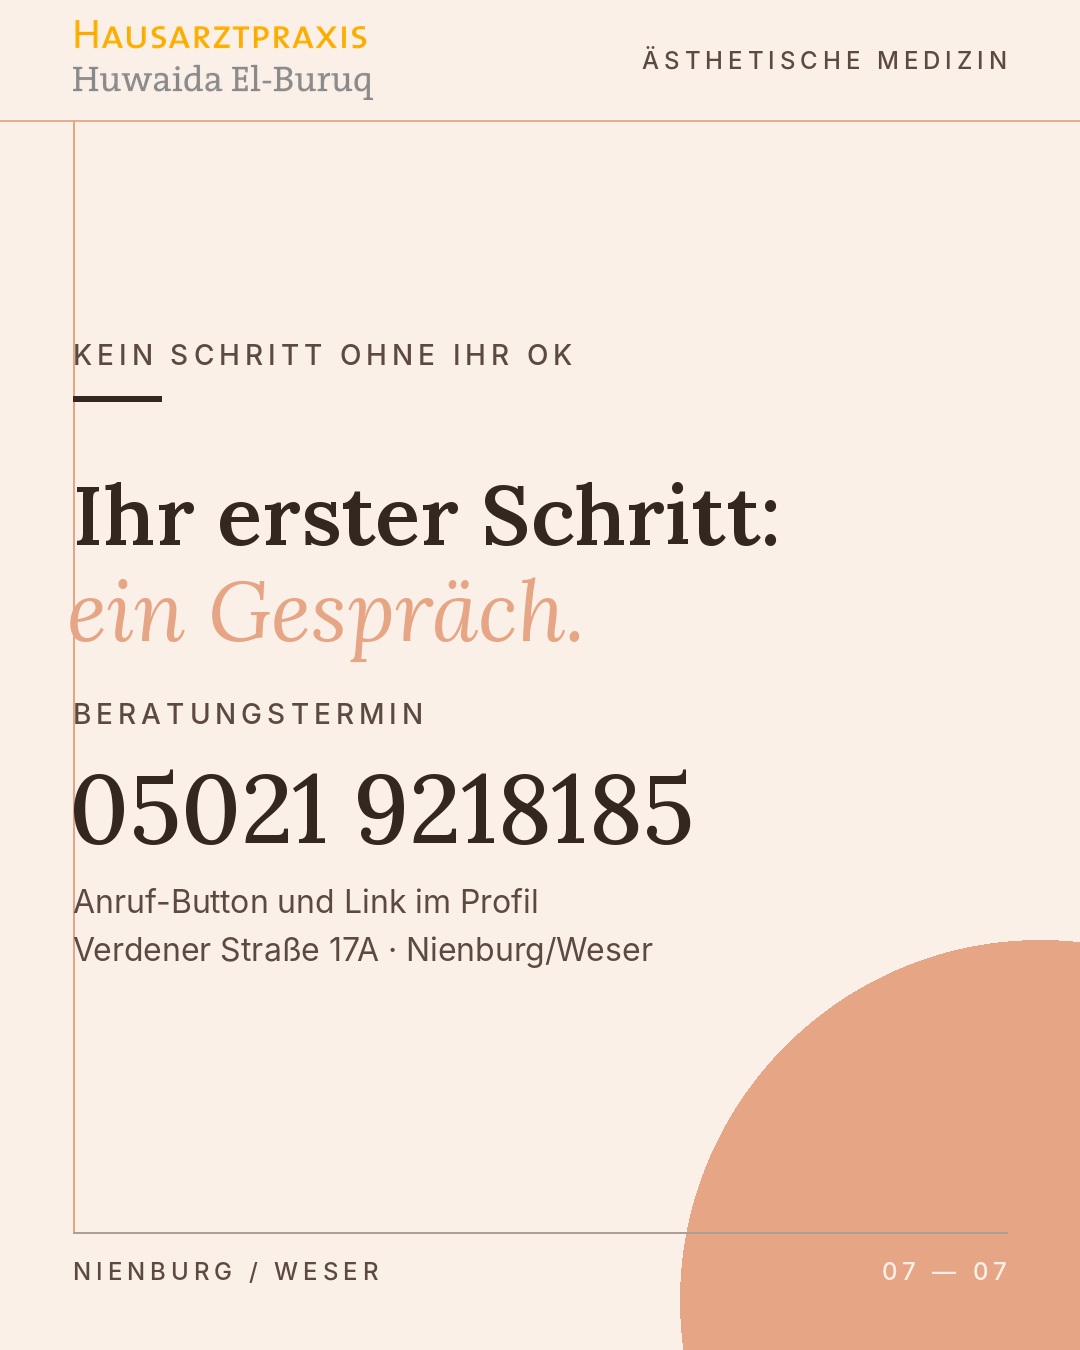 HAUSARZTPRAXIS
Huwaida El-Buruq
ÄSTHETISCHE MEDIZIN
KEIN SCHRITT OHNE IHR OK
Ihr erster Schritt:
ein Gespräch.
BERATUNGSTERMIN
05021 9218185
Anruf-Button und Link im Profil
Verdener Straße 17A · Nienburg/Weser
NIENBURG / WESER
07 — 07